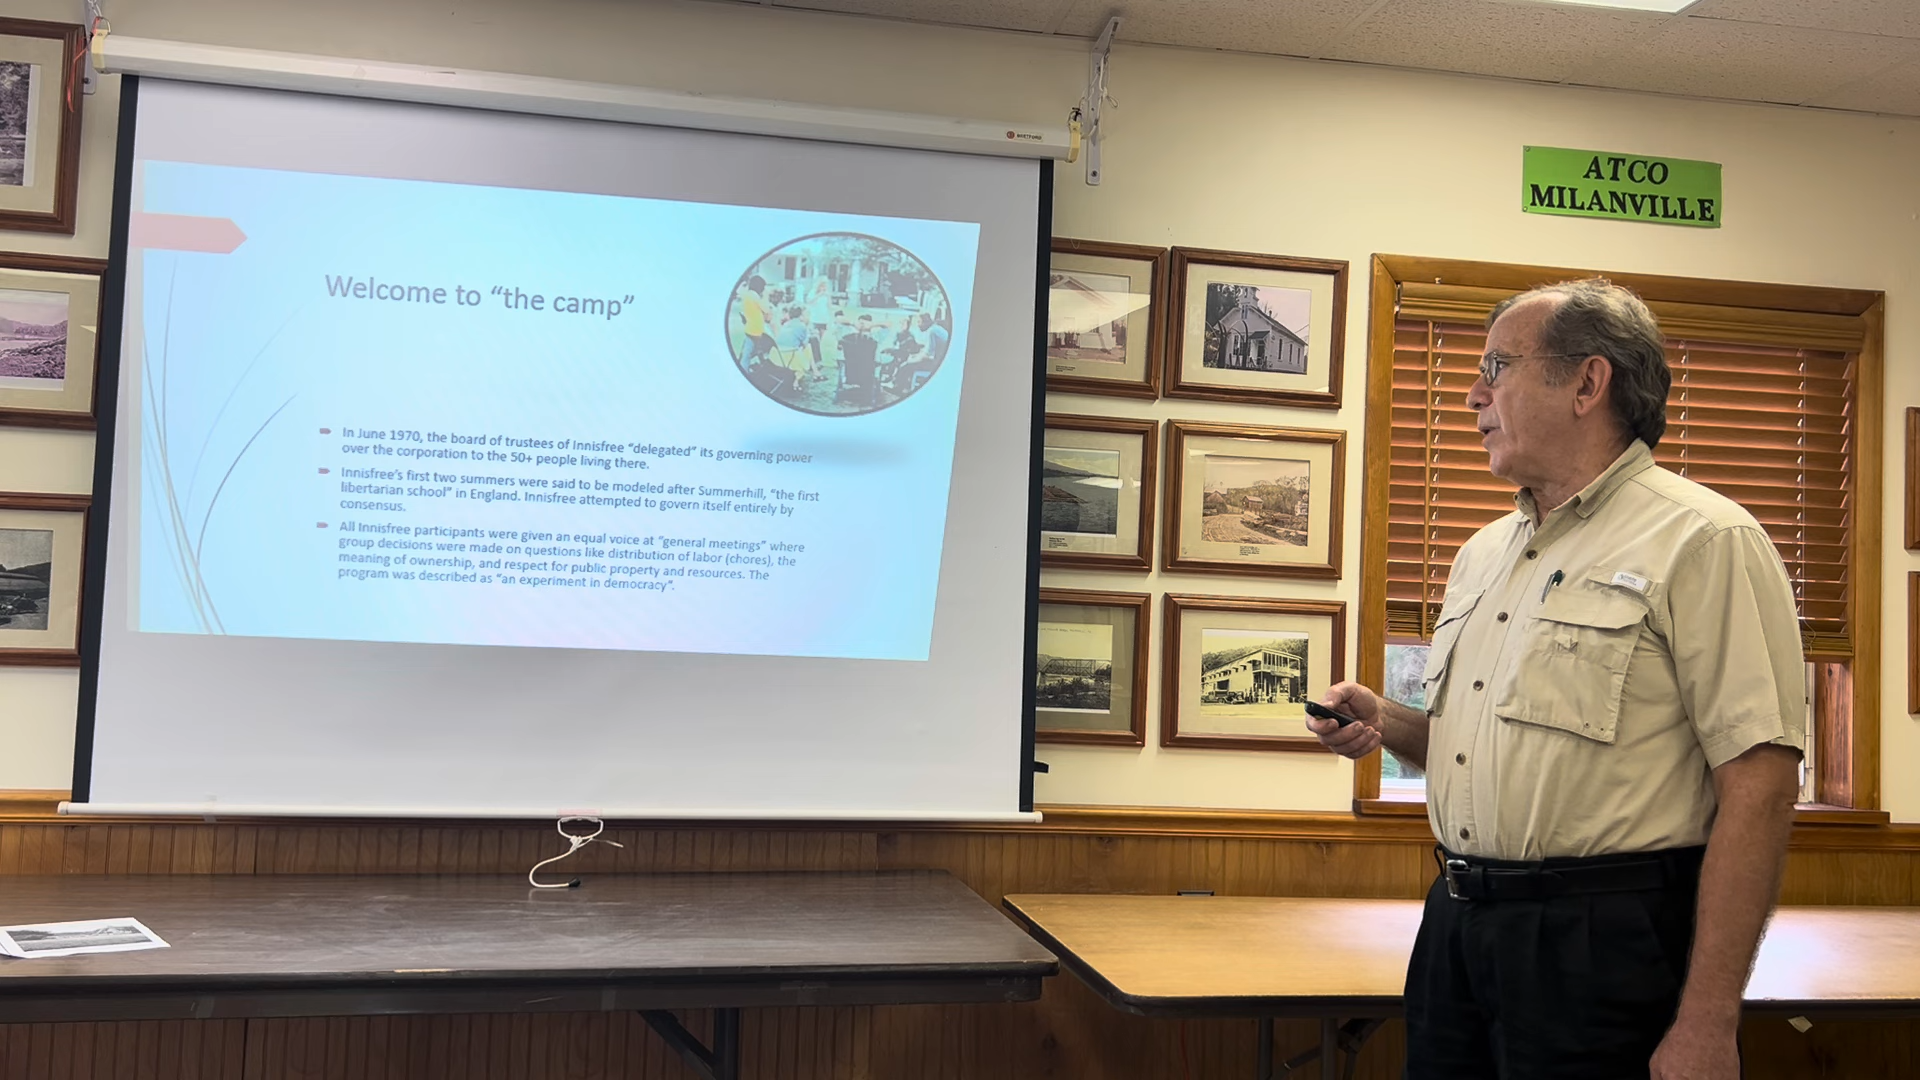 ATCO
MILANVILLE
Welcome to “the camp”
In June 1970, the board of trustees of Innisfree “delegated” its governing power
over the corporation to the 50+ people living there.
Innisfree’s first two summers were said to be modeled after Summerhill, “the first
libertarian school” in England. Innisfree attempted to govern itself entirely by
consensus.
All Innisfree participants were given an equal voice at “general meetings” where
group decisions were made on questions like distribution of labor (chores), the
meaning of ownership, and respect for public property and resources. The
program was described as “an experiment in democracy”.